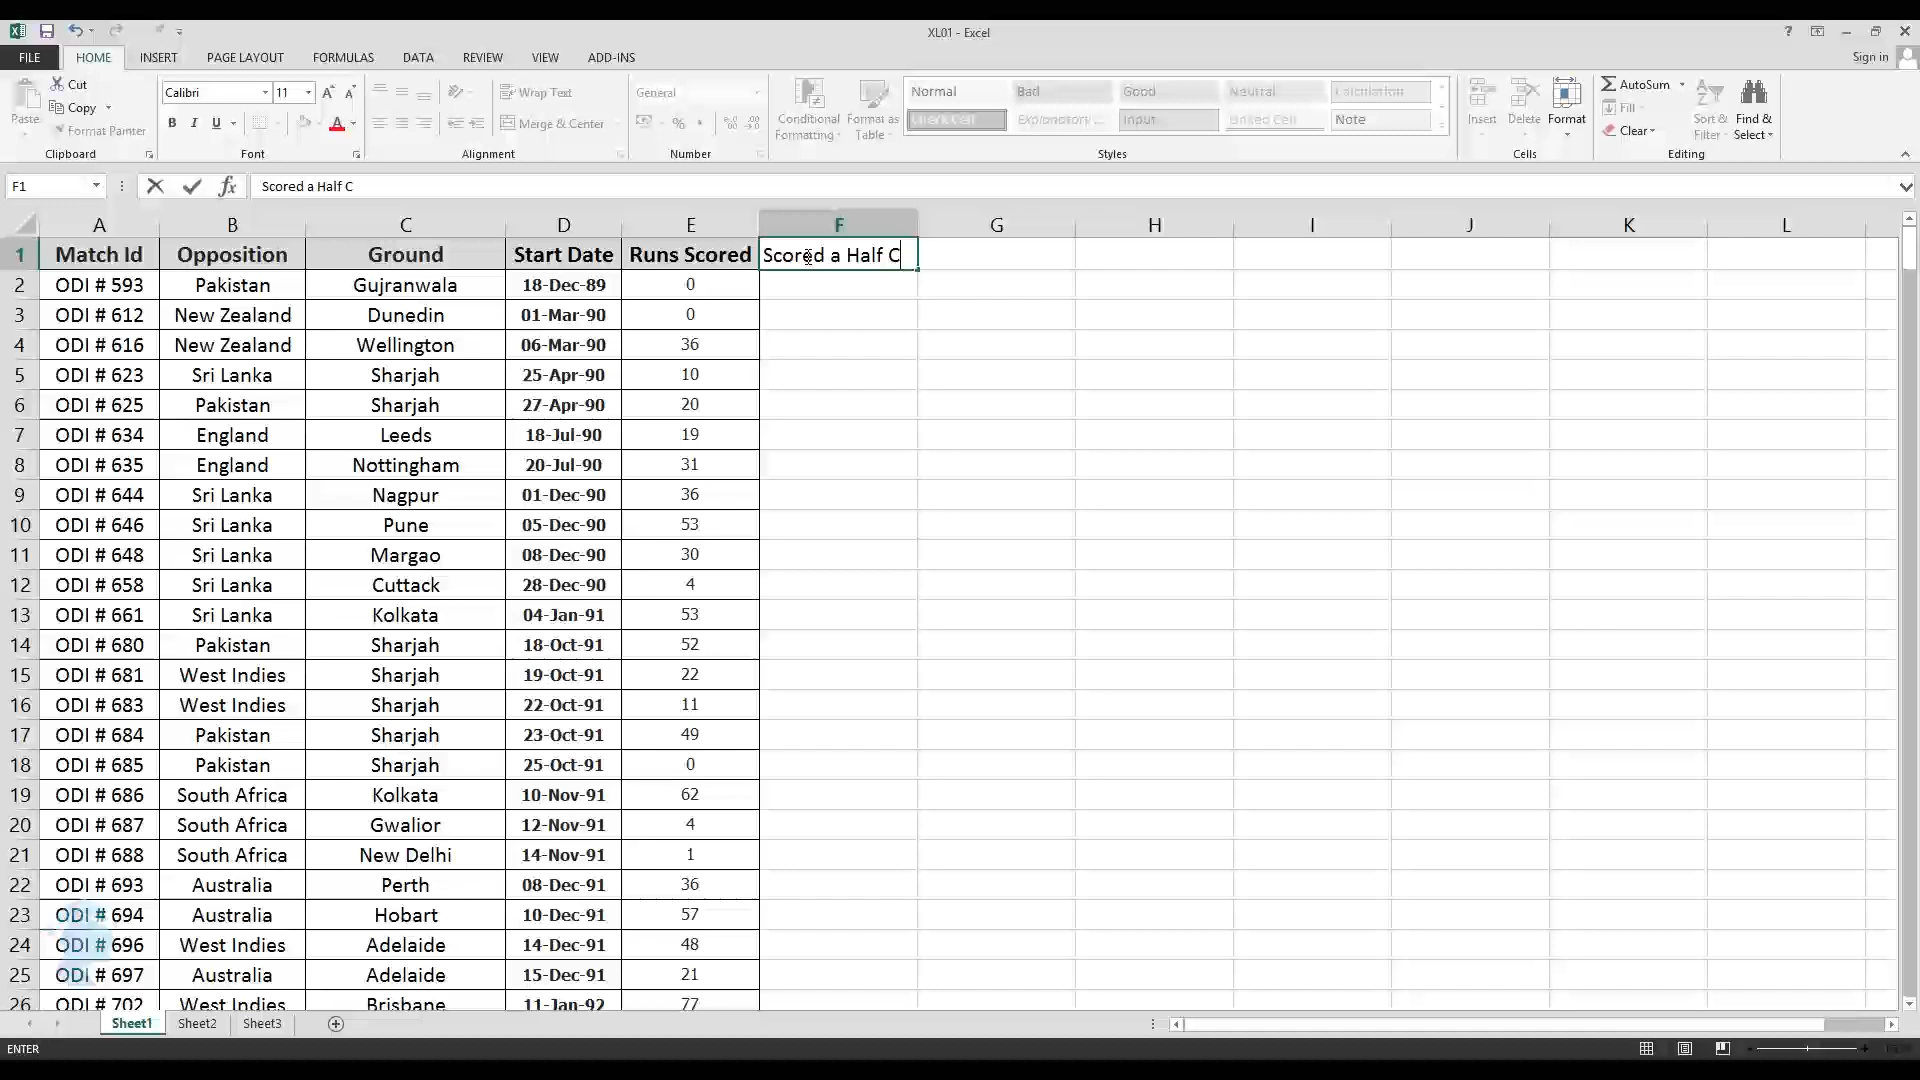 XL01 - Excel
?
FILE HOME INSERT PAGE LAYOUT FORMULAS DATA REVIEW VIEW ADD-INS Sign in
Paste
Cut
Copy
Format Painter
Clipboard
Calibri 11 A A
B I U A
Font
Wrap Text
Merge & Center
Alignment
General
%
Number
Conditional Formatting
Format as Table
Normal Bad Good Neutral Calculation
Check Cell Explanatory ... Input Linked Cell Note
Styles
Insert Delete Format
Cells
AutoSum
Fill
Clear
Sort & Filter
Find & Select
Editing
F1 fx Scored a Half C
A B C D E F G H I J K L
1 Match Id Opposition Ground Start Date Runs Scored Scored a Half C
2 ODI # 593 Pakistan Gujranwala 18-Dec-89 0
3 ODI # 612 New Zealand Dunedin 01-Mar-90 0
4 ODI # 616 New Zealand Wellington 06-Mar-90 36
5 ODI # 623 Sri Lanka Sharjah 25-Apr-90 10
6 ODI # 625 Pakistan Sharjah 27-Apr-90 20
7 ODI # 634 England Leeds 18-Jul-90 19
8 ODI # 635 England Nottingham 20-Jul-90 31
9 ODI # 644 Sri Lanka Nagpur 01-Dec-90 36
10 ODI # 646 Sri Lanka Pune 05-Dec-90 53
11 ODI # 648 Sri Lanka Margao 08-Dec-90 30
12 ODI # 658 Sri Lanka Cuttack 28-Dec-90 4
13 ODI # 661 Sri Lanka Kolkata 04-Jan-91 53
14 ODI # 680 Pakistan Sharjah 18-Oct-91 52
15 ODI # 681 West Indies Sharjah 19-Oct-91 22
16 ODI # 683 West Indies Sharjah 22-Oct-91 11
17 ODI # 684 Pakistan Sharjah 23-Oct-91 49
18 ODI # 685 Pakistan Sharjah 25-Oct-91 0
19 ODI # 686 South Africa Kolkata 10-Nov-91 62
20 ODI # 687 South Africa Gwalior 12-Nov-91 4
21 ODI # 688 South Africa New Delhi 14-Nov-91 1
22 ODI # 693 Australia Perth 08-Dec-91 36
23 ODI # 694 Australia Hobart 10-Dec-91 57
24 ODI # 696 West Indies Adelaide 14-Dec-91 48
25 ODI # 697 Australia Adelaide 15-Dec-91 21
26 ODI # 702 West Indies Brisbane 11-Jan-92 77
Sheet1 Sheet2 Sheet3
ENTER